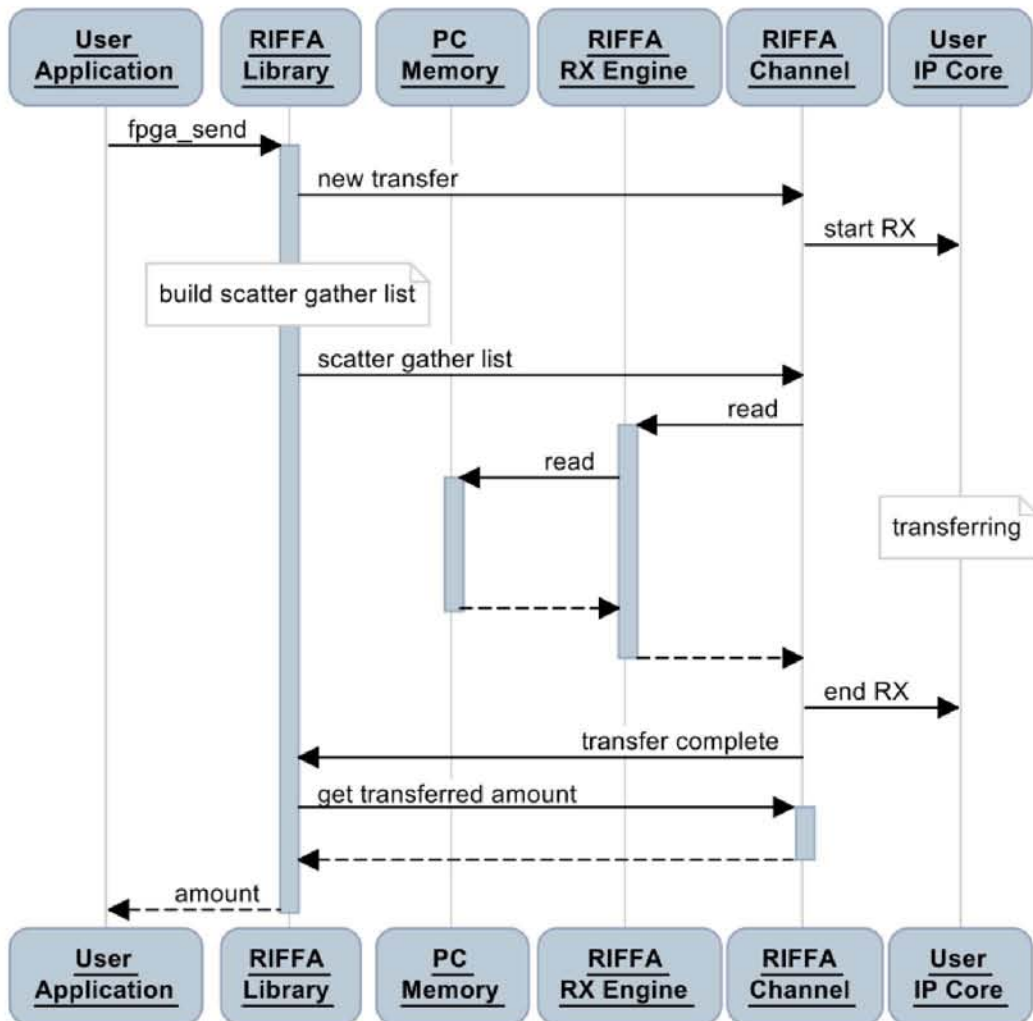 User
Application
RIFFA
Library
PC
Memory
RIFFA
RX Engine
RIFFA
Channel
User
IP Core
fpga_send
new transfer
start RX
build scatter gather list
scatter gather list
read
read
transferring
end RX
transfer complete
get transferred amount
amount
User
Application
RIFFA
Library
PC
Memory
RIFFA
RX Engine
RIFFA
Channel
User
IP Core